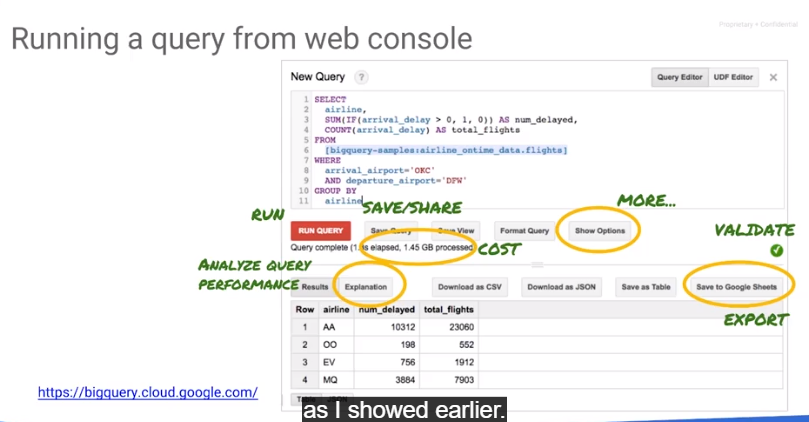 Proprietary + Confidential
Running a query from web console
New Query ?
Query Editor UDF Editor ×
1 SELECT
2 airline,
3 SUM(IF(arrival_delay > 0, 1, 0)) AS num_delayed,
4 COUNT(arrival_delay) AS total_flights
5 FROM
6 [bigquery-samples:airline_ontime_data.flights]
7 WHERE
8 arrival_airport='OKC'
9 AND departure_airport='DFW'
10 GROUP BY
11 airline
RUN SAVE/SHARE MORE...
RUN QUERY Save Query Save View Format Query Show Options VALIDATE
Query complete (1. s elapsed, 1.45 GB processed) COST
ANALYZE QUERY
PERFORMANCE Results Explanation Download as CSV Download as JSON Save as Table Save to Google Sheets
EXPORT
Row airline num_delayed total_flights
1 AA 10312 23060
2 OO 198 552
3 EV 756 1912
4 MQ 3884 7903
https://bigquery.cloud.google.com/
Table JSON
as I showed earlier.